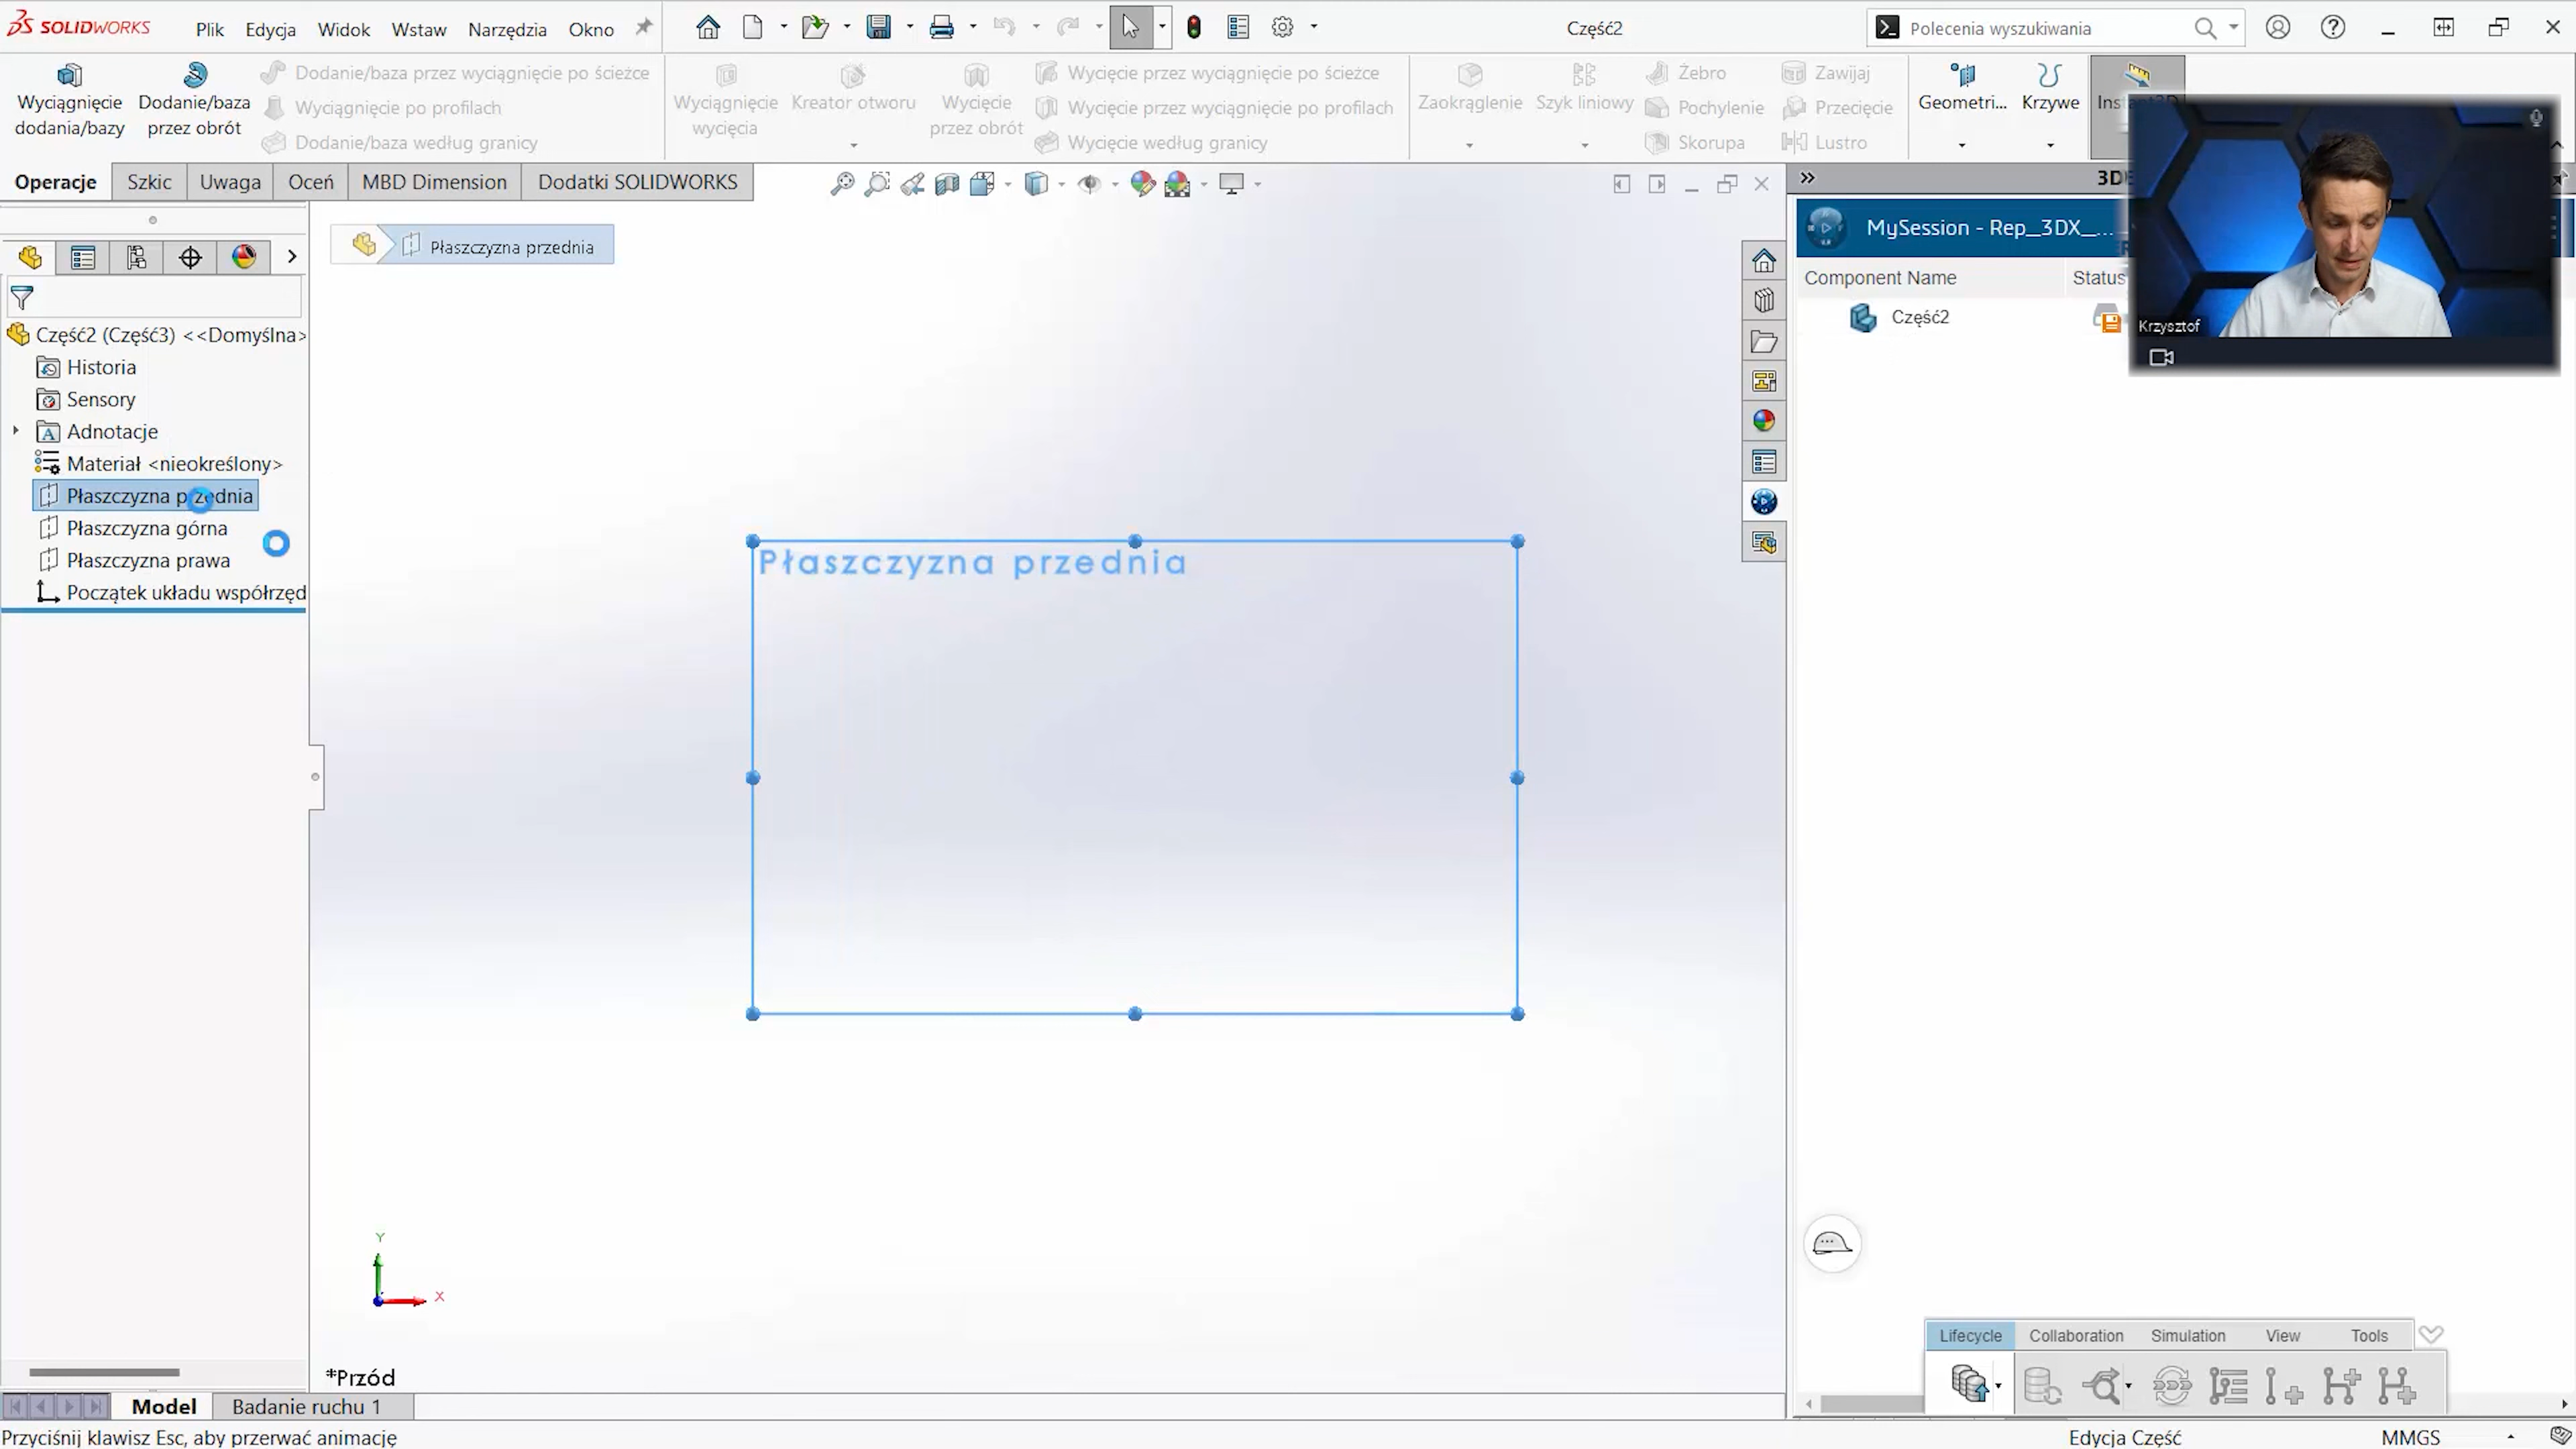 SOLIDWORKS
Plik Edycja Widok Wstaw Narzędzia Okno
Część2
Polecenia wyszukiwania
Wyciągnięcie dodania/bazy
Dodanie/baza przez obrót
Dodanie/baza przez wyciągnięcie po ścieżce
Wyciągnięcie po profilach
Dodanie/baza według granicy
Wyciągnięcie wycięcia
Kreator otworu
Wycięcie przez obrót
Wycięcie przez wyciągnięcie po ścieżce
Wycięcie przez wyciągnięcie po profilach
Wycięcie według granicy
Zaokrąglenie
Szyk liniowy
Żebro
Pochylenie
Skorupa
Zawijaj
Przecięcie
Lustro
Geometri...
Krzywe
Operacje Szkic Uwaga Oceń MBD Dimension Dodatki SOLIDWORKS
Płaszczyzna przednia
Część2 (Część3) <<Domyślna>
Historia
Sensory
Adnotacje
Materiał <nieokreślony>
Płaszczyzna przednia
Płaszczyzna górna
Płaszczyzna prawa
Początek układu współrzęd
Płaszczyzna przednia
Y
X
*Przód
3DE
MySession - Rep_3DX_...
Component Name Status
Część2
Krzysztof
Lifecycle Collaboration Simulation View Tools
Model Badanie ruchu 1
Przyciśnij klawisz Esc, aby przerwać animację
Edycja Część
MMGS